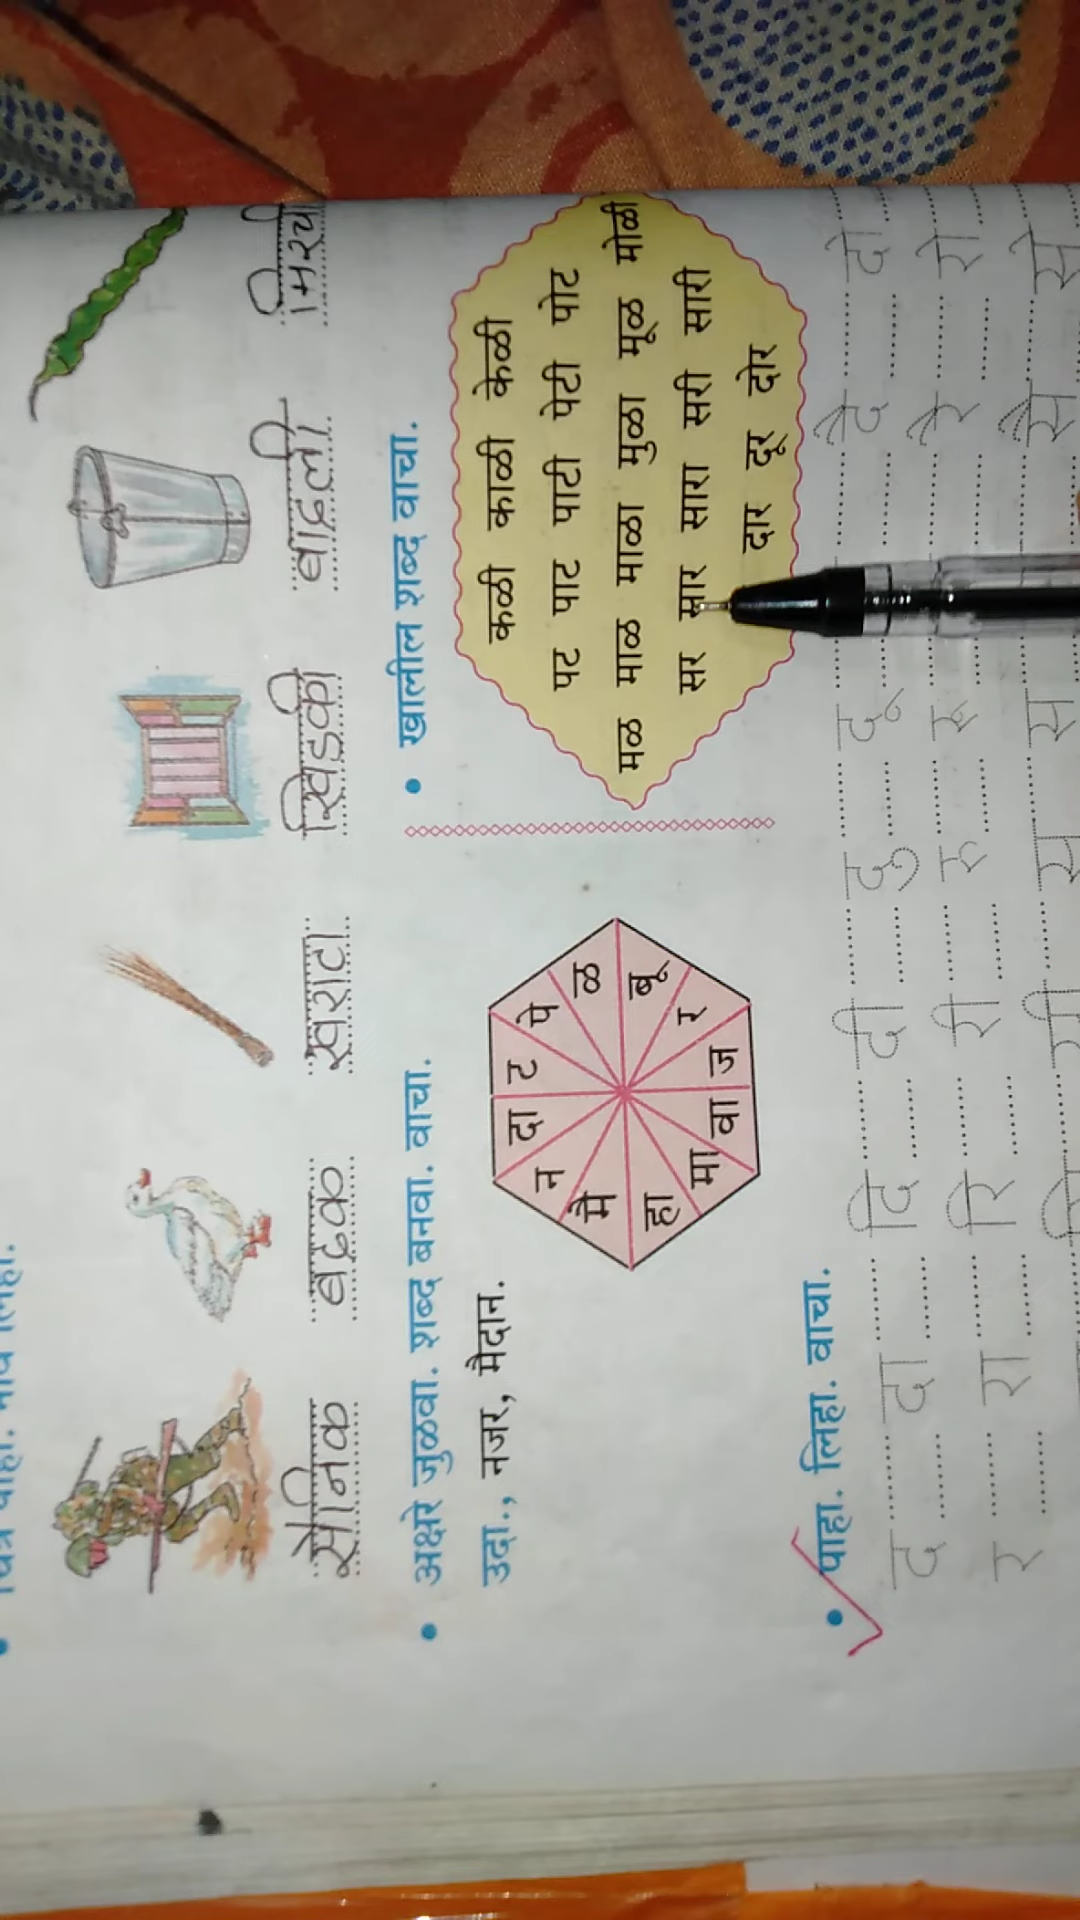 सैनिक बदक खराटा खिडकी बादली मिरची
• अक्षरे जुळवा. शब्द बनवा. वाचा.
उदा., नजर, मैदान.
दा ट पे ळ बू र ज वा मा हा मै न
• खालील शब्द वाचा.
कळी काळी केळी
पट पाट पाटी पेटी पोट
मळ माळ माळा मुळा मूळ मोळी
सर सार सारा सरी सारी
दार दूर दोर
• पाहा. लिहा. वाचा.
द दा दि दी दु दू दे दो
र रा रि री रु रू रे रो